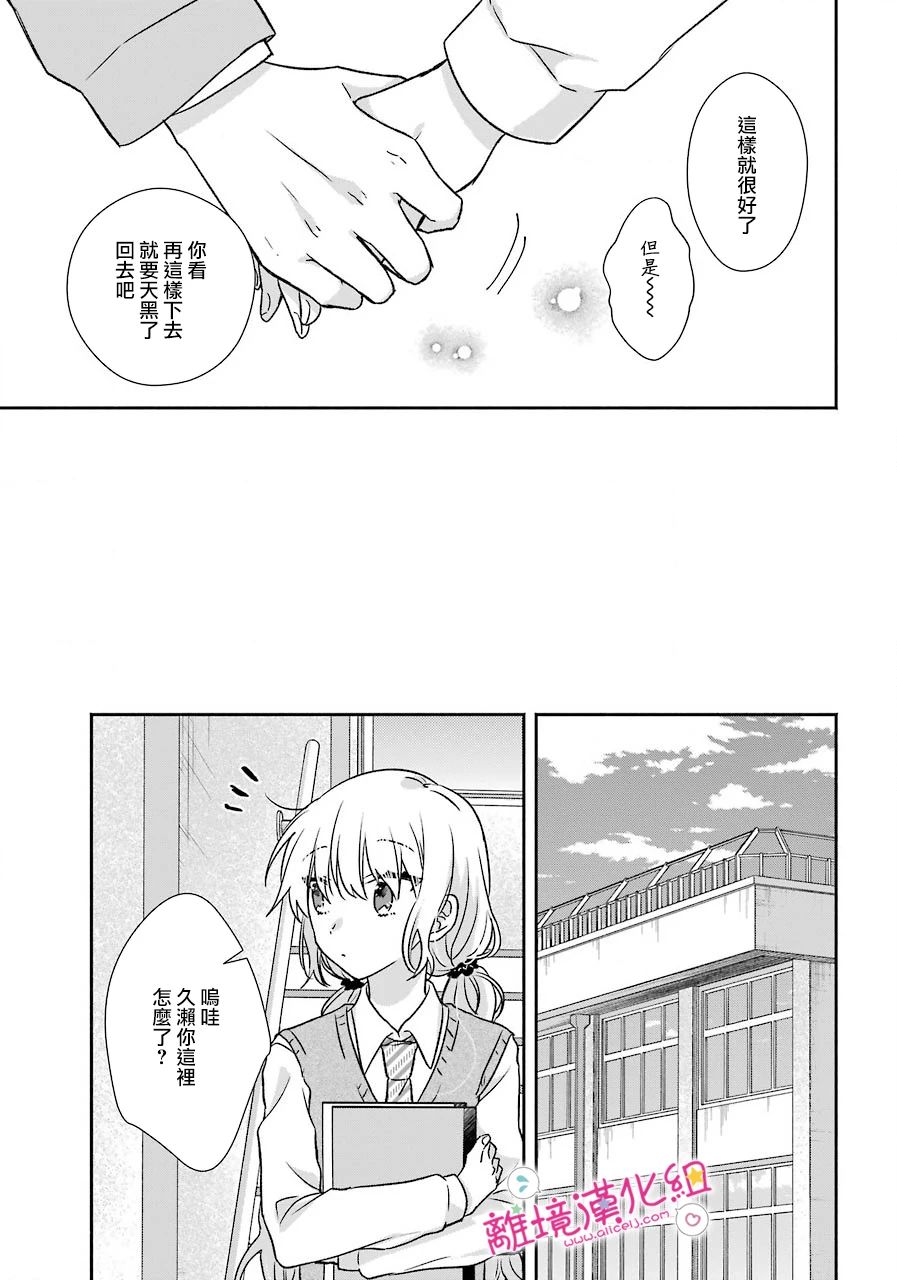 這樣就很好了
但是~~
你看
再這樣下去
就要天黑了
回去吧
嗚哇
久瀨你這裡
怎麼了?
離境漢化組
www.aliceij.com